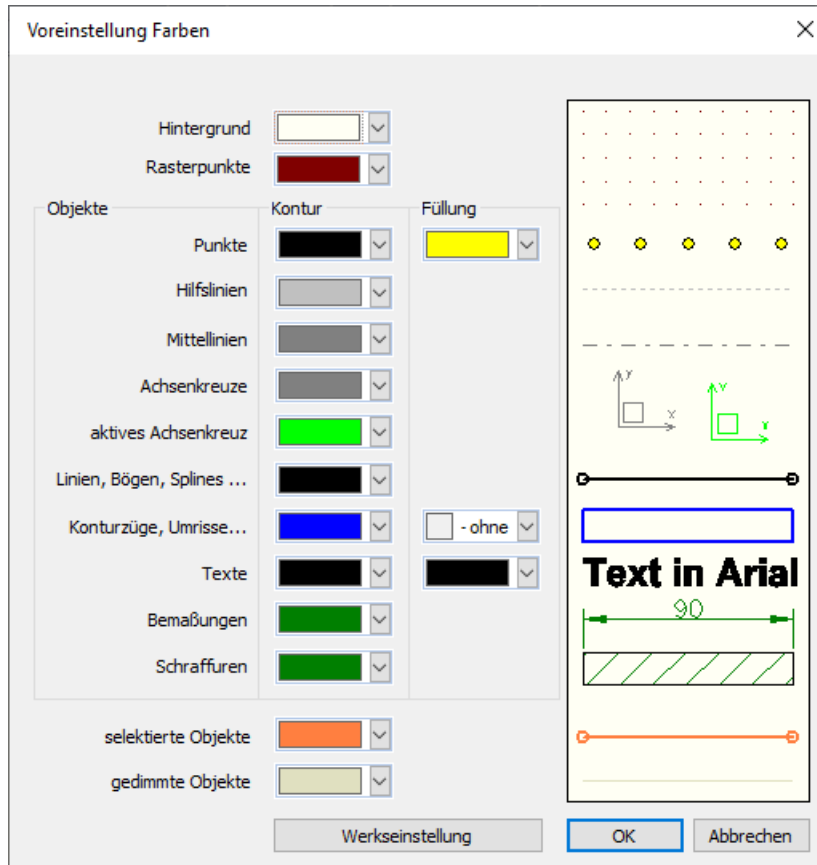 Voreinstellung Farben
Hintergrund
Rasterpunkte
Objekte Kontur Füllung
Punkte
Hilfslinien
Mittellinien
Achsenkreuze
aktives Achsenkreuz
Linien, Bögen, Splines ...
Konturzüge, Umrisse... - ohne
Texte
Bemaßungen
Schraffuren
selektierte Objekte
gedimmte Objekte
Y
X
Y
X
Text in Arial
90
Werkseinstellung OK Abbrechen